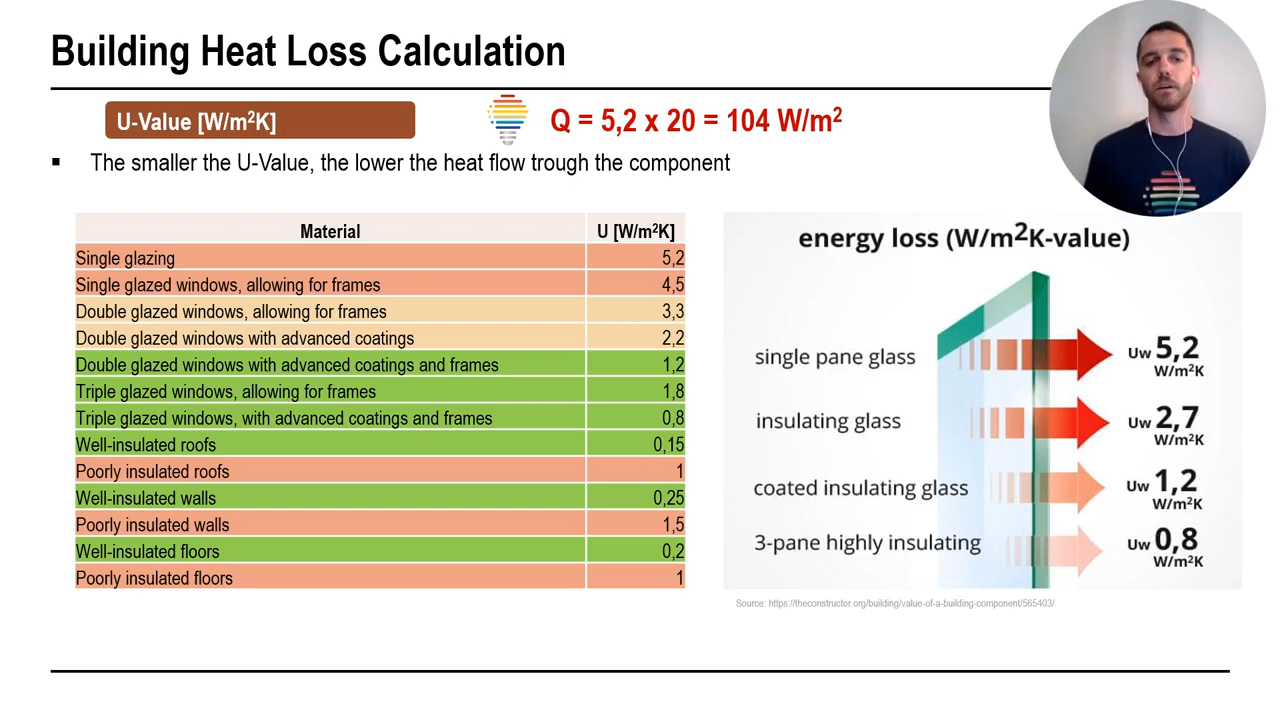 Building Heat Loss Calculation
U-Value [W/m²K]
Q = 5,2 x 20 = 104 W/m²
▪ The smaller the U-Value, the lower the heat flow trough the component
Material U [W/m²K]
Single glazing 5,2
Single glazed windows, allowing for frames 4,5
Double glazed windows, allowing for frames 3,3
Double glazed windows with advanced coatings 2,2
Double glazed windows with advanced coatings and frames 1,2
Triple glazed windows, allowing for frames 1,8
Triple glazed windows, with advanced coatings and frames 0,8
Well-insulated roofs 0,15
Poorly insulated roofs 1
Well-insulated walls 0,25
Poorly insulated walls 1,5
Well-insulated floors 0,2
Poorly insulated floors 1
energy loss (W/m²K-value)
single pane glass Uw 5,2
W/m²K
insulating glass Uw 2,7
W/m²K
coated insulating glass Uw 1,2
W/m²K
3-pane highly insulating Uw 0,8
W/m²K
Source: https://theconstructor.org/building/value-of-a-building-component/565403/